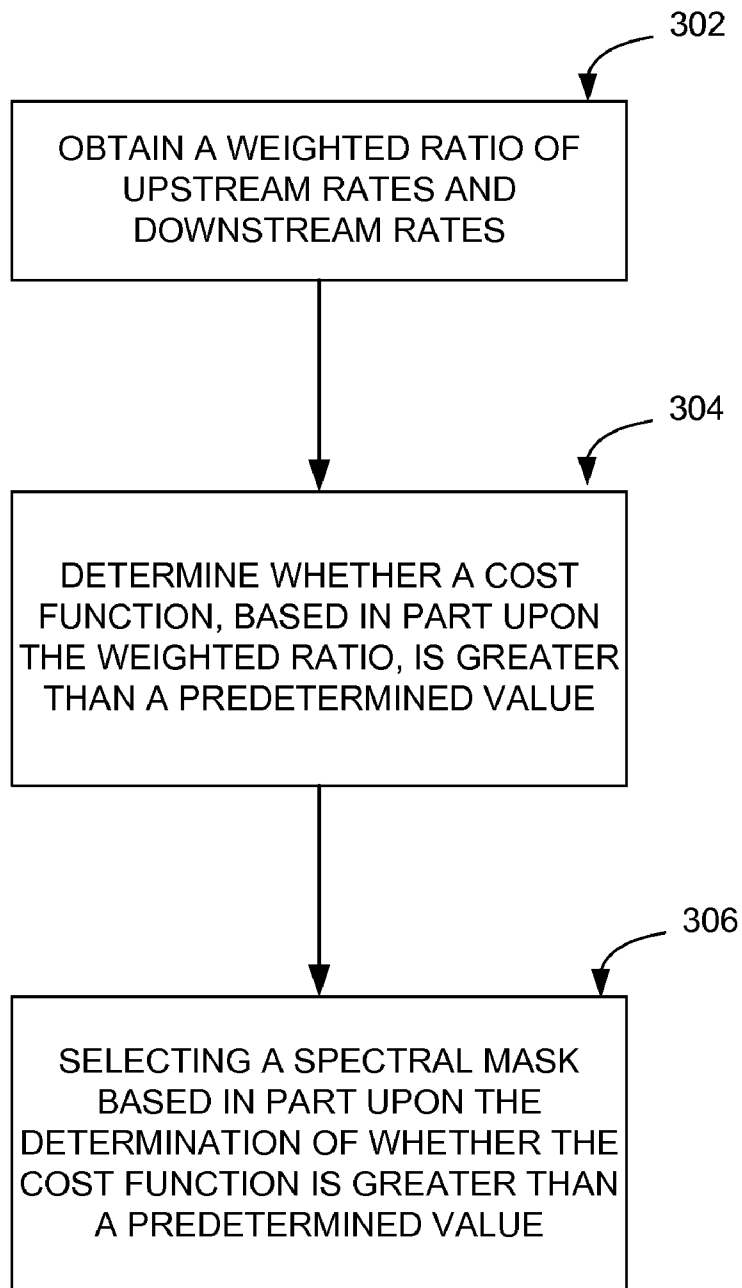 302
OBTAIN A WEIGHTED RATIO OF
UPSTREAM RATES AND
DOWNSTREAM RATES
304
DETERMINE WHETHER A COST
FUNCTION, BASED IN PART UPON
THE WEIGHTED RATIO, IS GREATER
THAN A PREDETERMINED VALUE
306
SELECTING A SPECTRAL MASK
BASED IN PART UPON THE
DETERMINATION OF WHETHER THE
COST FUNCTION IS GREATER THAN
A PREDETERMINED VALUE